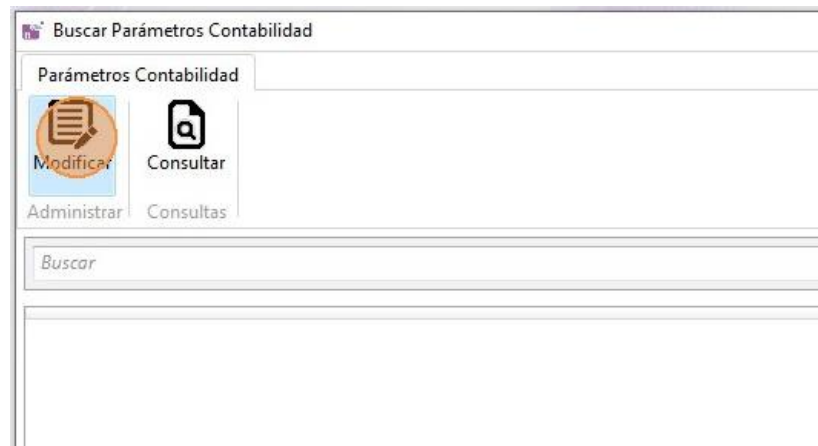 Buscar Parámetros Contabilidad
Parámetros Contabilidad
Modificar Consultar
Administrar Consultas
Buscar